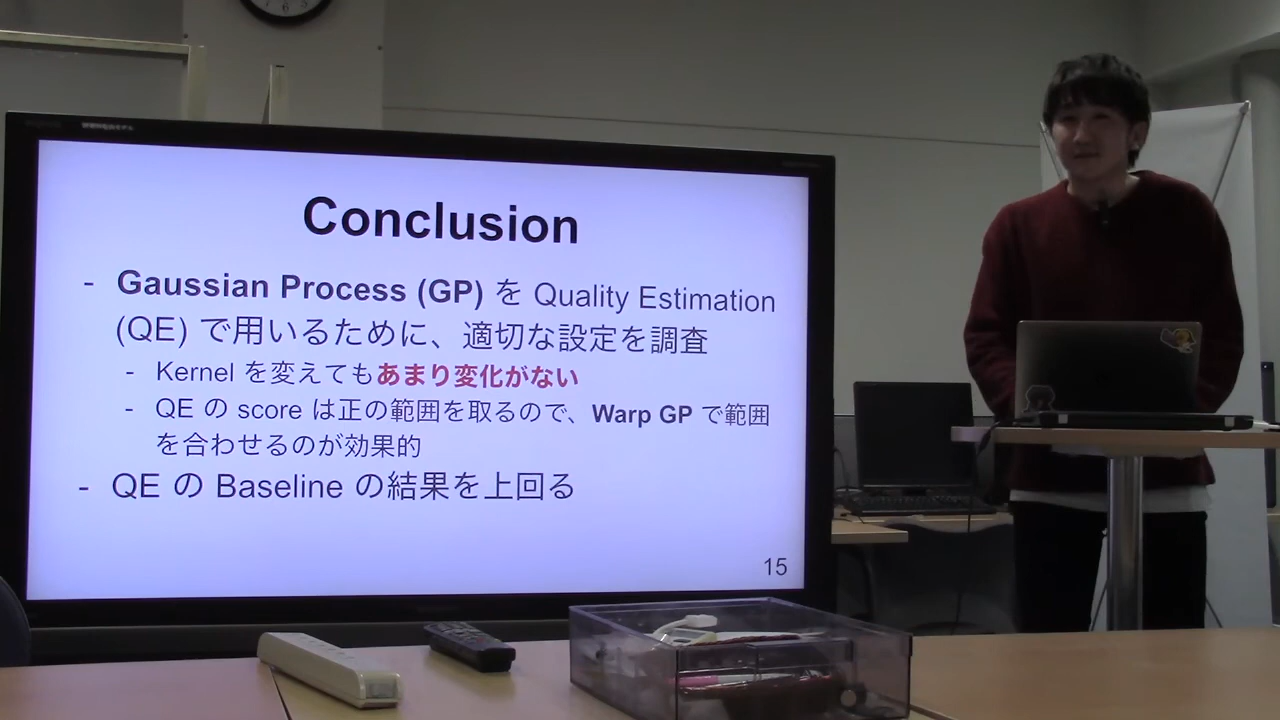 Conclusion
- Gaussian Process (GP) を Quality Estimation
(QE) で用いるために、適切な設定を調査
- Kernel を変えてもあまり変化がない
- QE の score は正の範囲を取るので、Warp GP で範囲
を合わせるのが効果的
- QE の Baseline の結果を上回る
15